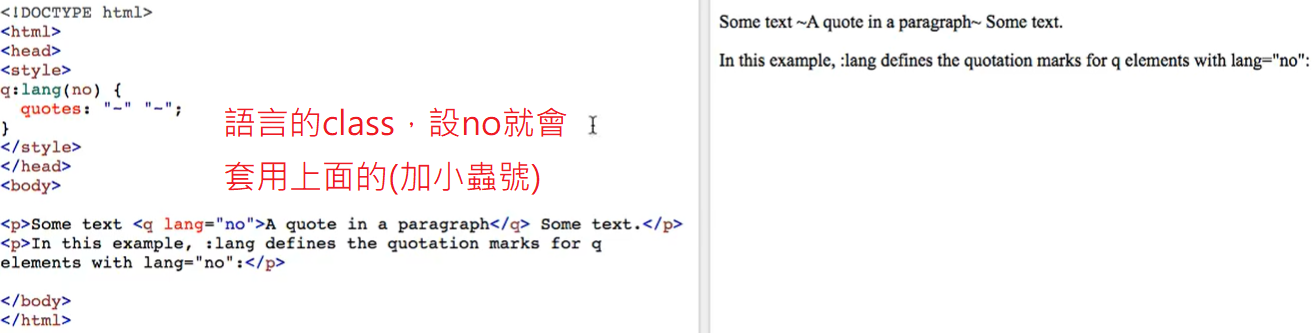 <!DOCTYPE html>
<html>
<head>
<style>
q:lang(no) {
  quotes: "~" "~";
}
</style>
</head>
<body>
<p>Some text <q lang="no">A quote in a paragraph</q> Some text.</p>
<p>In this example, :lang defines the quotation marks for q
elements with lang="no":</p>
</body>
</html>
語言的class，設no就會
套用上面的(加小蟲號)
Some text ~A quote in a paragraph~ Some text.
In this example, :lang defines the quotation marks for q elements with lang="no":